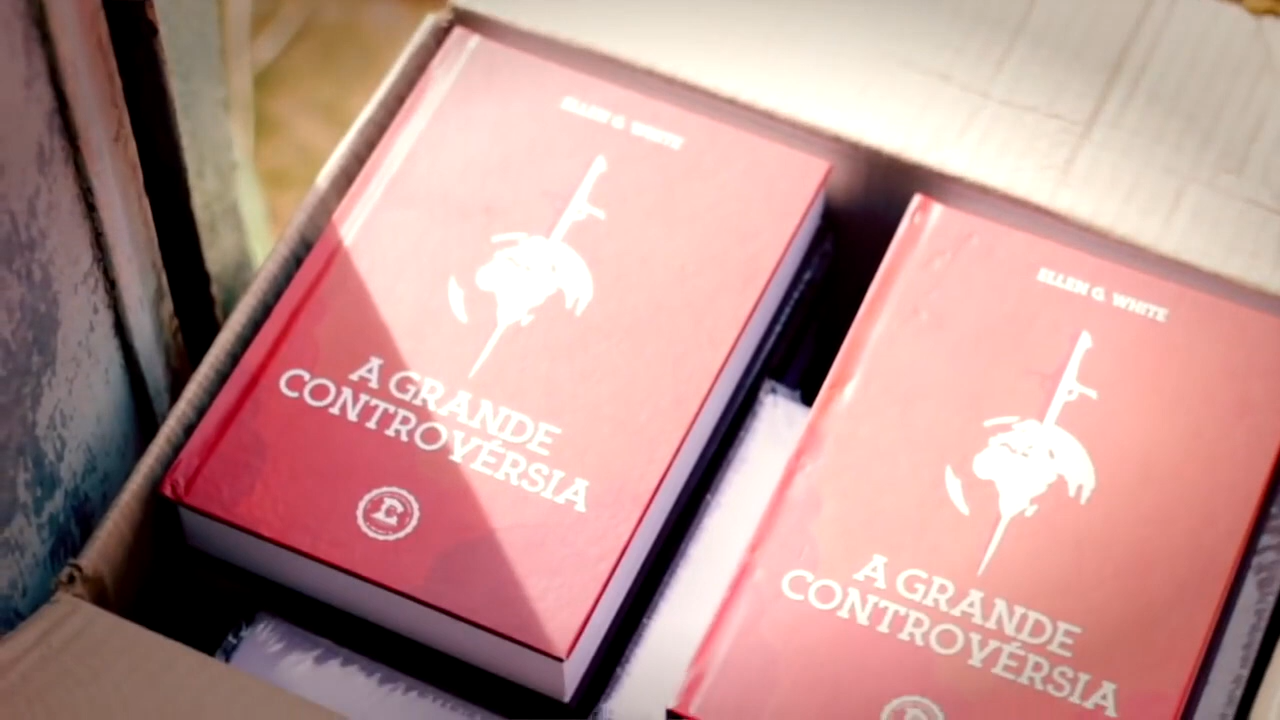 ELLEN G. WHITE
A GRANDE
CONTROVÉRSIA
ELLEN G. WHITE
A GRANDE
CONTROVÉRSIA